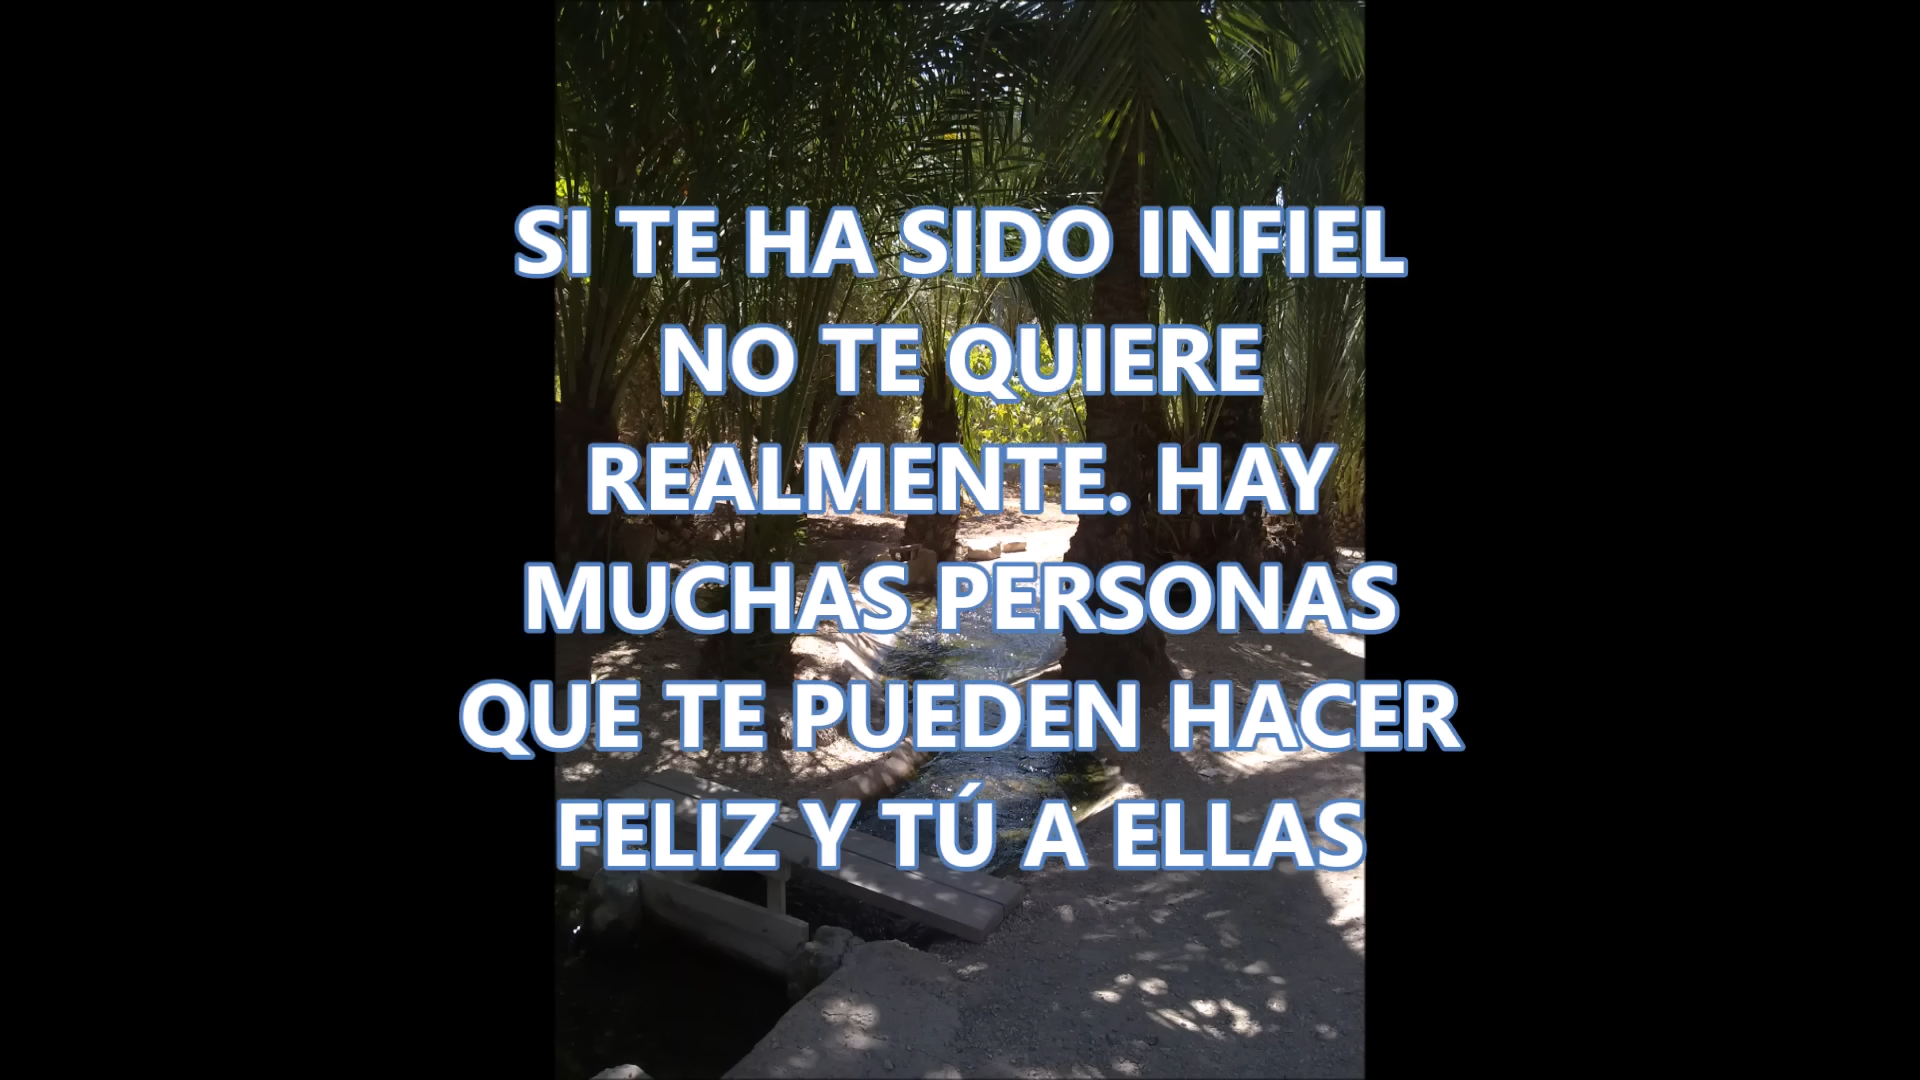 SI TE HA SIDO INFIEL
NO TE QUIERE
REALMENTE. HAY
MUCHAS PERSONAS
QUE TE PUEDEN HACER
FELIZ Y TÚ A ELLAS